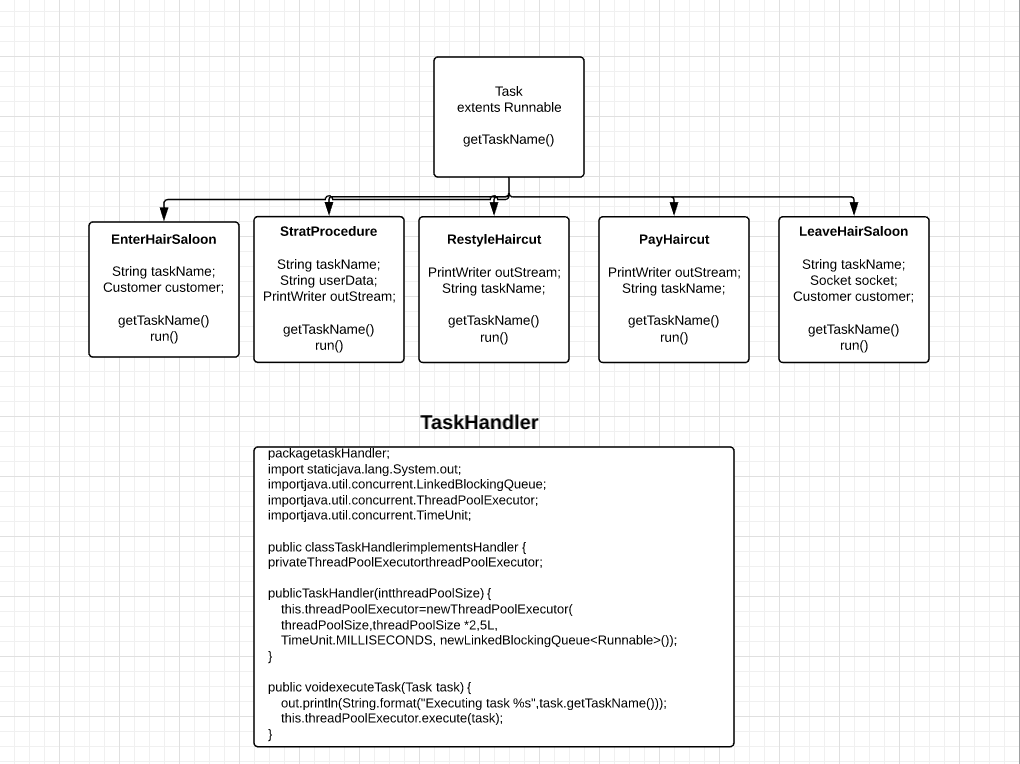 Task
extents Runnable
getTaskName()
EnterHairSaloon
String taskName;
Customer customer;
getTaskName()
run()
StratProcedure
String taskName;
String userData;
PrintWriter outStream;
getTaskName()
run()
RestyleHaircut
PrintWriter outStream;
String taskName;
getTaskName()
run()
PayHaircut
PrintWriter outStream;
String taskName;
getTaskName()
run()
LeaveHairSaloon
String taskName;
Socket socket;
Customer customer;
getTaskName()
run()
TaskHandler
packagetaskHandler;
import staticjava.lang.System.out;
importjava.util.concurrent.LinkedBlockingQueue;
importjava.util.concurrent.ThreadPoolExecutor;
importjava.util.concurrent.TimeUnit;
public classTaskHandlerimplementsHandler {
privateThreadPoolExecutorthreadPoolExecutor;
publicTaskHandler(intthreadPoolSize) {
this.threadPoolExecutor=newThreadPoolExecutor(
threadPoolSize,threadPoolSize *2,5L,
TimeUnit.MILLISECONDS, newLinkedBlockingQueue<Runnable>());
}
public voidexecuteTask(Task task) {
out.println(String.format("Executing task %s",task.getTaskName()));
this.threadPoolExecutor.execute(task);
}